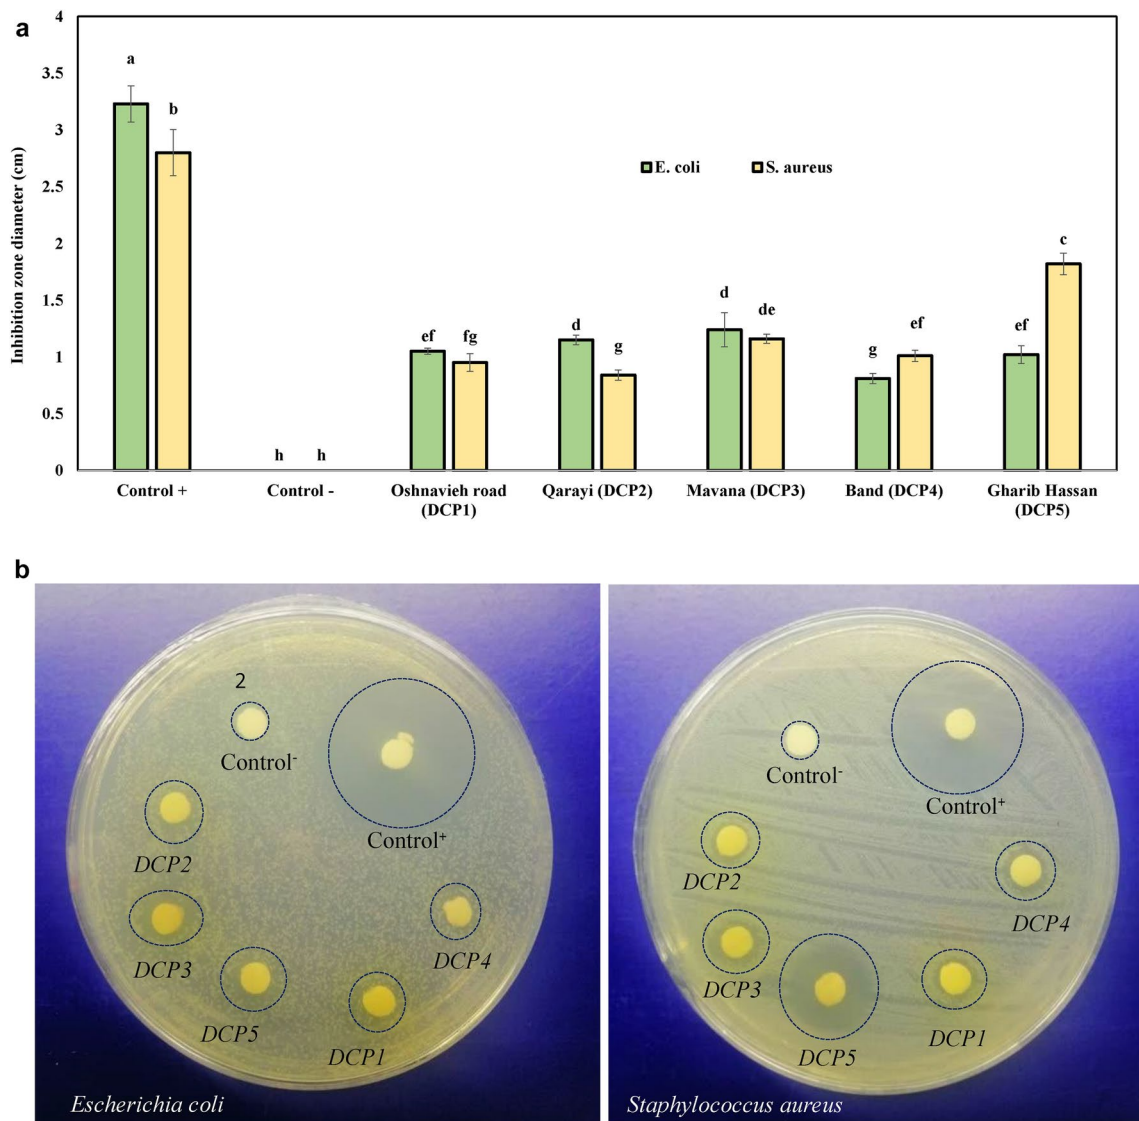 a
4
3.5
3
2.5
2
1.5
1
0.5
0
Inhibition zone diameter (cm)
E. coli
S. aureus
a
b
h
h
ef
fg
d
g
d
de
g
ef
ef
c
Control +
Control -
Oshnavieh road
(DCP1)
Qarayi (DCP2)
Mavana (DCP3)
Band (DCP4)
Gharib Hassan
(DCP5)
b
2
Control-
Control+
DCP2
DCP3
DCP5
DCP1
DCP4
Escherichia coli
Control-
Control+
DCP2
DCP3
DCP5
DCP1
DCP4
Staphylococcus aureus